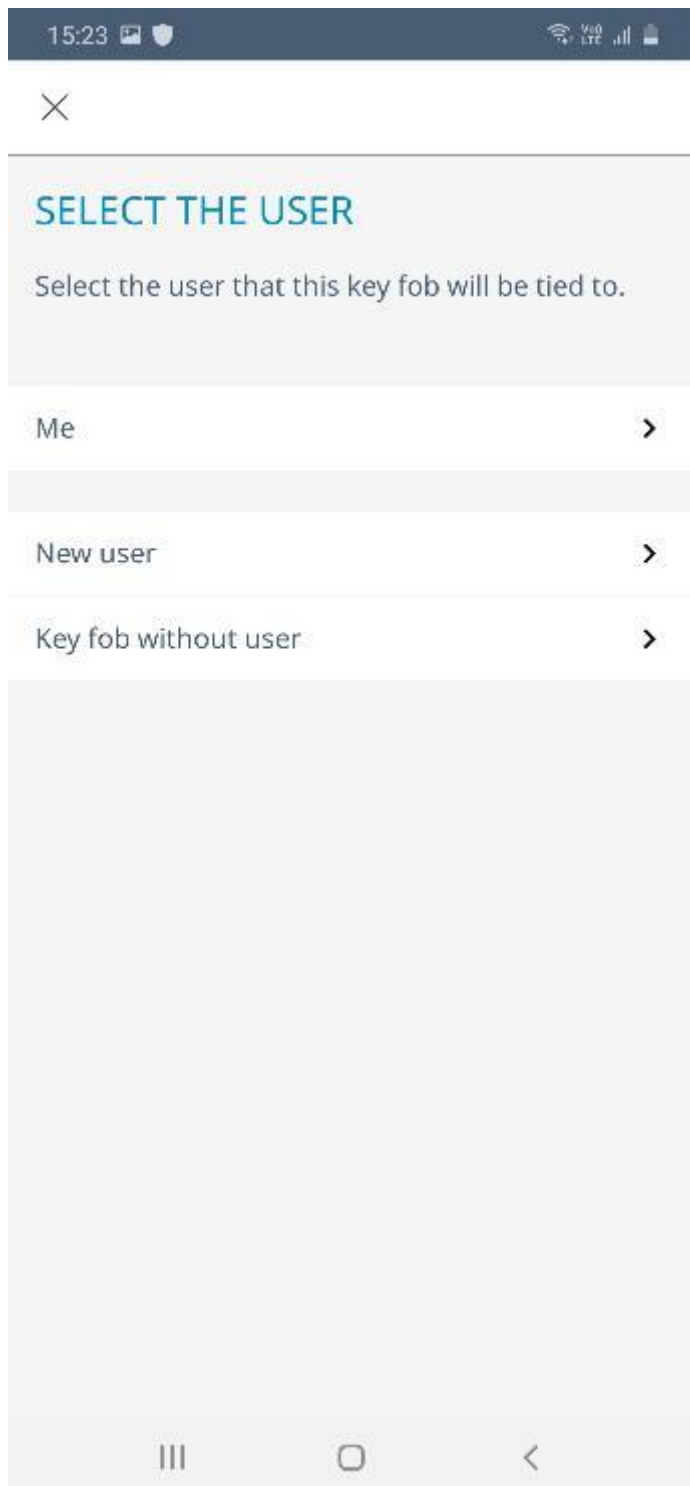 15:23
SELECT THE USER
Select the user that this key fob will be tied to.
Me
New user
Key fob without user